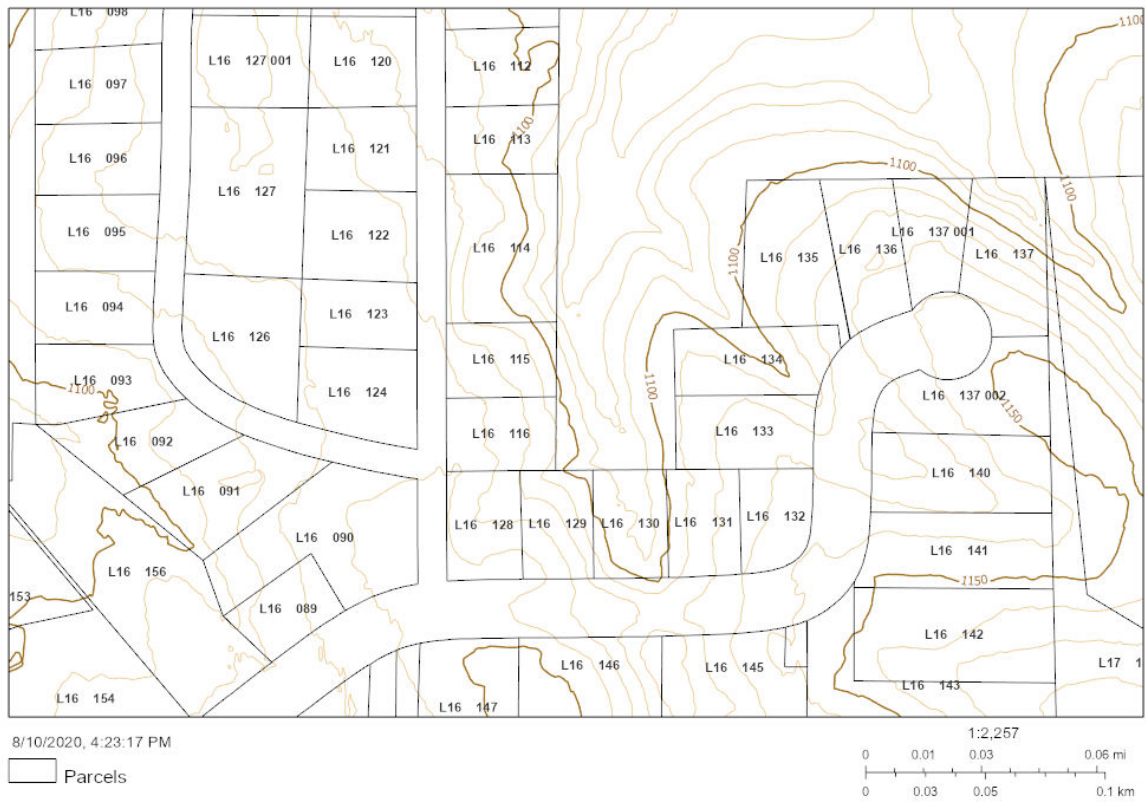 L16 098
1100
L16 127 001
L16 120
L16 112
L16 097
1100
L16 113
L16 121
L16 096
1100
L16 127
1100
L16 095
L16 122
L16 114
L16 137 001
L16 136
L16 135
L16 137
1100
L16 094
L16 123
L16 126
L16 115
L16 134
L16 093
1100
L16 124
1100
L16 137 002
1150
L16 116
L16 133
L16 092
L16 140
L16 091
L16 128
L16 129
L16 130
L16 131
L16 132
L16 090
L16 141
L16 156
1150
153
L16 089
L16 142
L16 146
L16 145
L17 1
L16 143
L16 154
L16 147
8/10/2020, 4:23:17 PM
Parcels
1:2,257
0 0.01 0.03 0.06 mi
0 0.03 0.05 0.1 km